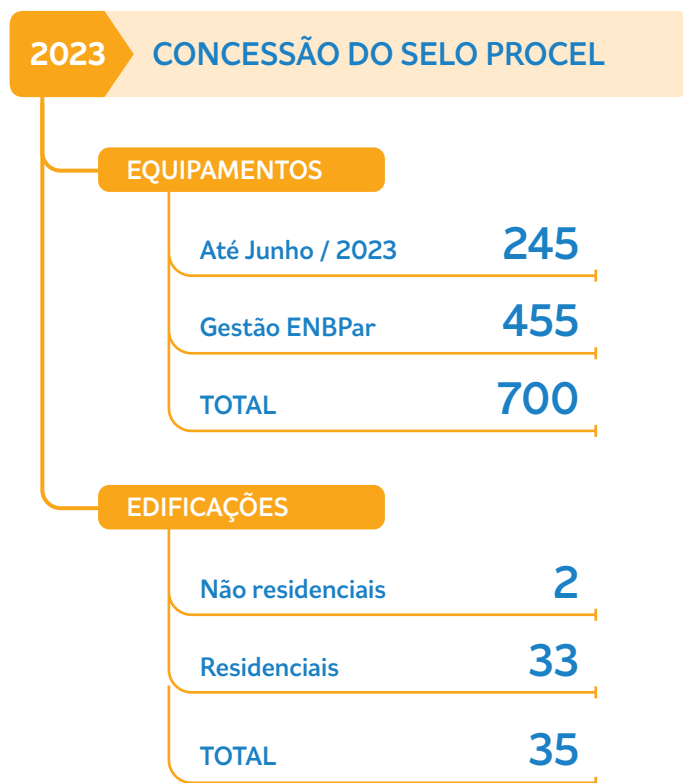 2023 CONCESSÃO DO SELO PROCEL
EQUIPAMENTOS
Até Junho / 2023 245
Gestão ENBPar 455
TOTAL 700
EDIFICAÇÕES
Não residenciais 2
Residenciais 33
TOTAL 35